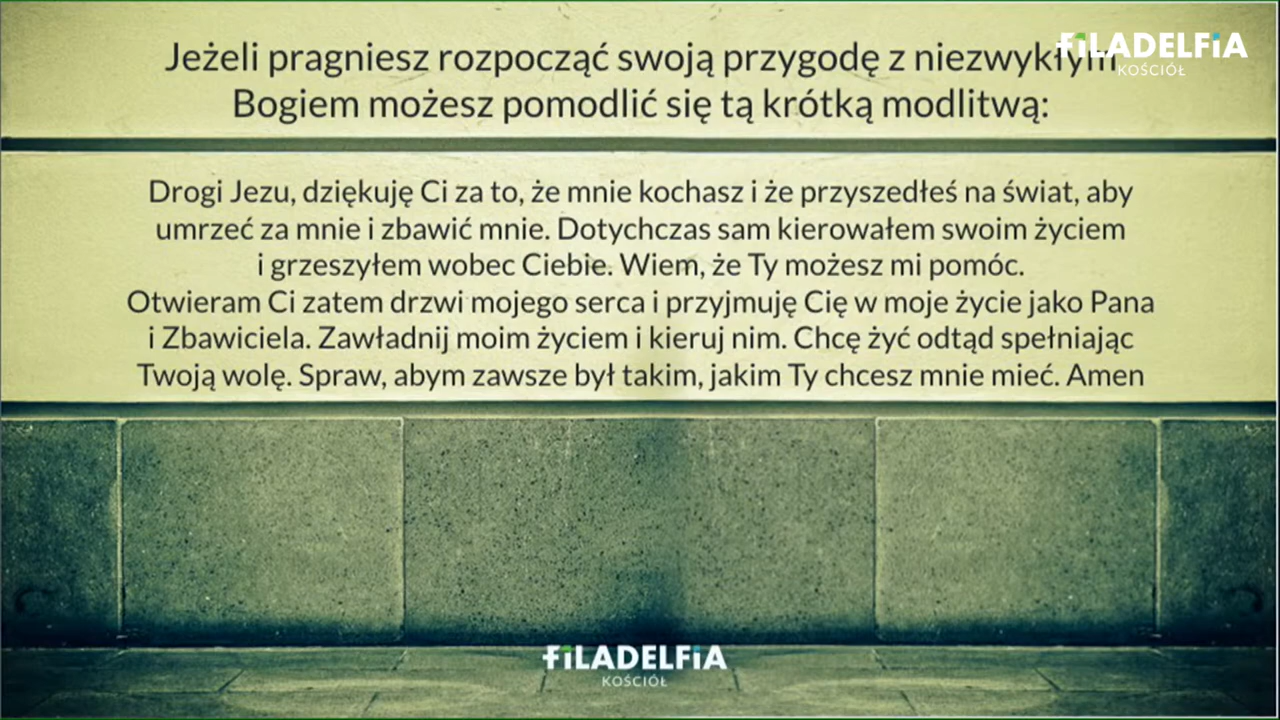 Jeżeli pragniesz rozpocząć swoją przygodę z niezwykłym
Bogiem możesz pomodlić się tą krótką modlitwą:
FiLADELFiA
KOŚCIÓŁ
Drogi Jezu, dziękuję Ci za to, że mnie kochasz i że przyszedłeś na świat, aby
umrzeć za mnie i zbawić mnie. Dotychczas sam kierowałem swoim życiem
i grzeszyłem wobec Ciebie. Wiem, że Ty możesz mi pomóc.
Otwieram Ci zatem drzwi mojego serca i przyjmuję Cię w moje życie jako Pana
i Zbawiciela. Zawładnij moim życiem i kieruj nim. Chcę żyć odtąd spełniając
Twoją wolę. Spraw, abym zawsze był takim, jakim Ty chcesz mnie mieć. Amen
FiLADELFiA
KOŚCIÓŁ